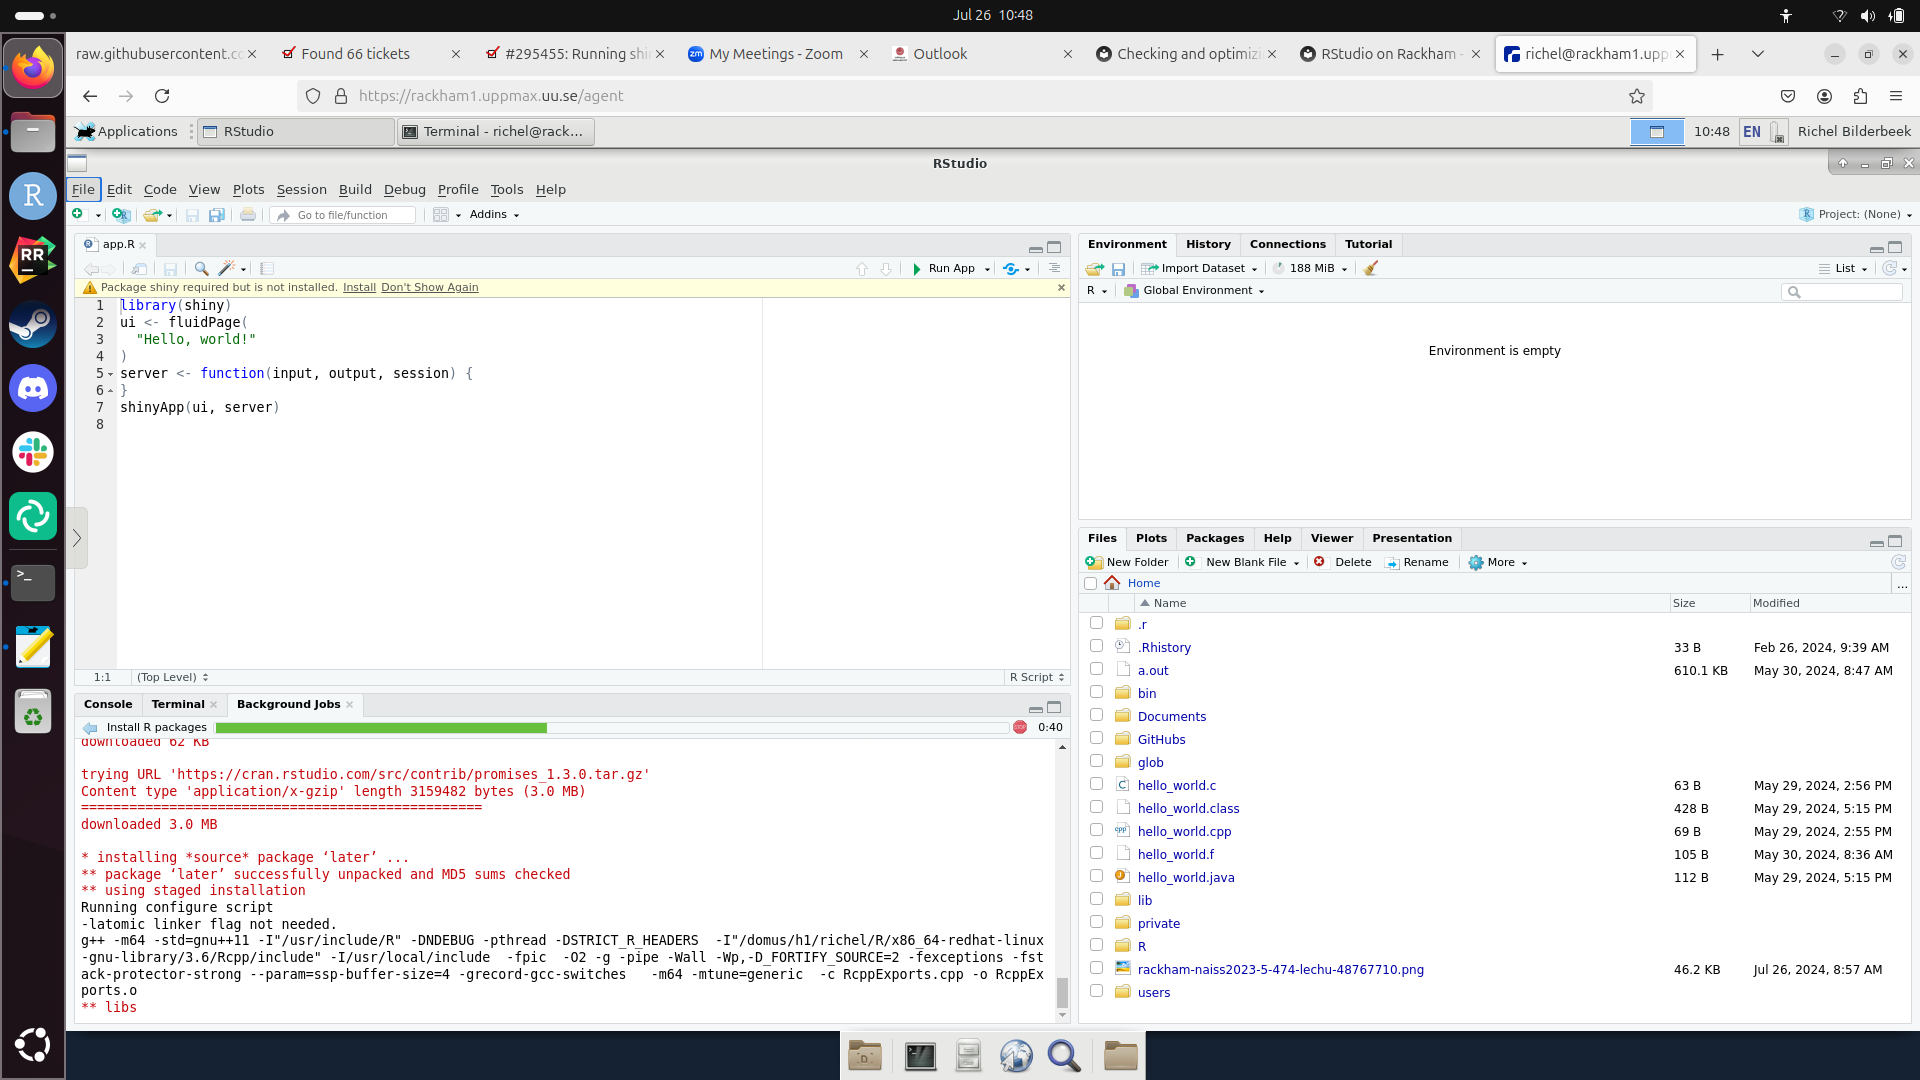 Jul 26 10:48
raw.githubusercontent.co
Found 66 tickets
#295455: Running shi
My Meetings - Zoom
Outlook
Checking and optimizi
RStudio on Rackham -
richel@rackham1.upp
https://rackham1.uppmax.uu.se/agent
Applications
RStudio
Terminal - richel@rack...
10:48
EN
Richel Bilderbeek
RStudio
File Edit Code View Plots Session Build Debug Profile Tools Help
Go to file/function
Addins
Project: (None)
app.R
Run App
Package shiny required but is not installed. Install Don't Show Again
1 library(shiny)
2 ui <- fluidPage(
3 "Hello, world!"
4 )
5 server <- function(input, output, session) {
6 }
7 shinyApp(ui, server)
8
1:1 (Top Level) R Script
Console Terminal Background Jobs
Install R packages
0:40
downloaded 62 KB
trying URL 'https://cran.rstudio.com/src/contrib/promises_1.3.0.tar.gz'
Content type 'application/x-gzip' length 3159482 bytes (3.0 MB)
==================================================
downloaded 3.0 MB
* installing *source* package ‘later’ ...
** package ‘later’ successfully unpacked and MD5 sums checked
** using staged installation
Running configure script
-latomic linker flag not needed.
g++ -m64 -std=gnu++11 -I"/usr/include/R" -DNDEBUG -pthread -DSTRICT_R_HEADERS  -I"/domus/h1/richel/R/x86_64-redhat-linux
-gnu-library/3.6/Rcpp/include" -I/usr/local/include  -fpic  -O2 -g -pipe -Wall -Wp,-D_FORTIFY_SOURCE=2 -fexceptions -fst
ack-protector-strong --param=ssp-buffer-size=4 -grecord-gcc-switches   -m64 -mtune=generic  -c RcppExports.cpp -o RcppEx
ports.o
** libs
Environment History Connections Tutorial
Import Dataset 188 MiB List
R Global Environment
Environment is empty
Files Plots Packages Help Viewer Presentation
New Folder New Blank File Delete Rename More
Home ...
Name Size Modified
.r
.Rhistory 33 B Feb 26, 2024, 9:39 AM
a.out 610.1 KB May 30, 2024, 8:47 AM
bin
Documents
GitHubs
glob
hello_world.c 63 B May 29, 2024, 2:56 PM
hello_world.class 428 B May 29, 2024, 5:15 PM
hello_world.cpp 69 B May 29, 2024, 2:55 PM
hello_world.f 105 B May 30, 2024, 8:36 AM
hello_world.java 112 B May 29, 2024, 5:15 PM
lib
private
R
rackham-naiss2023-5-474-lechu-48767710.png 46.2 KB Jul 26, 2024, 8:57 AM
users